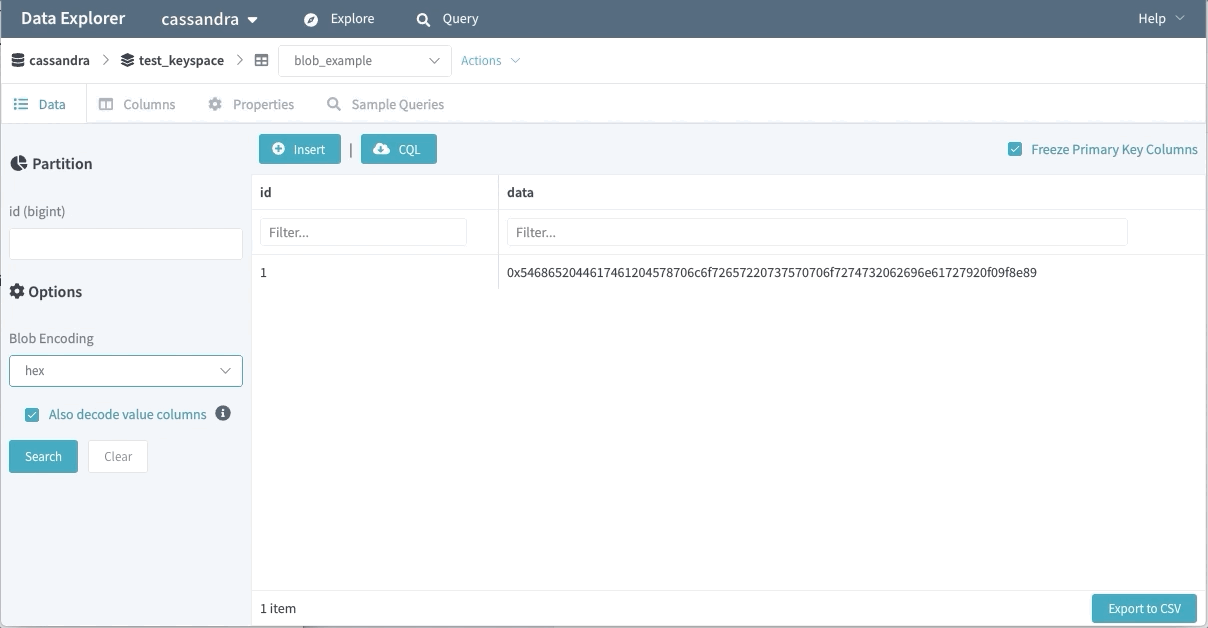 Data Explorer cassandra Explore Query Help
cassandra test_keyspace blob_example Actions
Data Columns Properties Sample Queries
Partition
id (bigint)
Options
Blob Encoding
hex
Also decode value columns
Search Clear
Insert | CQL Freeze Primary Key Columns
id data
Filter... Filter...
1 0x5468652044617461204578706c6f72657220737570706f7274732062696e61727920f09f8e89
1 item Export to CSV